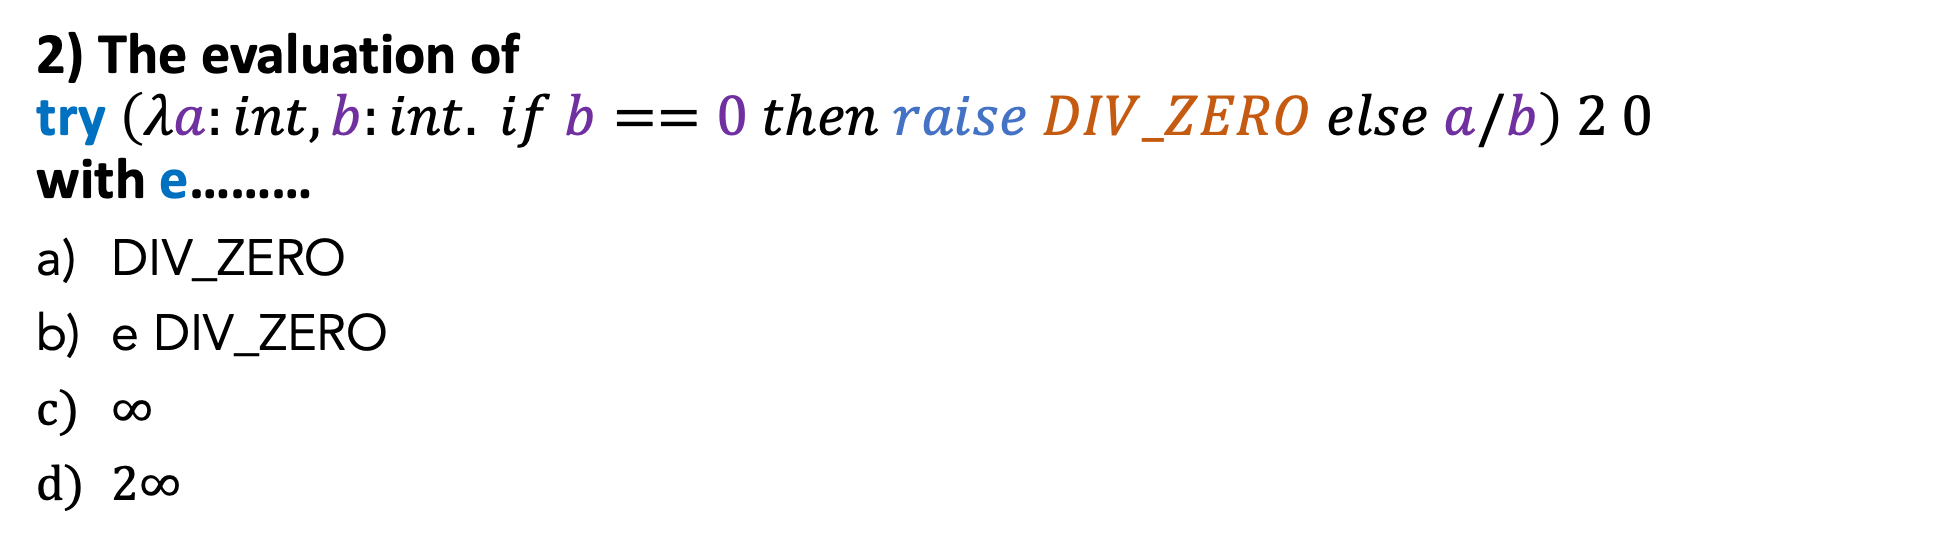 2) The evaluation of
try (λa: int, b: int. if b == 0 then raise DIV_ZERO else a/b) 2 0
with e.........
a) DIV_ZERO
b) e DIV_ZERO
c) ∞
d) 2∞